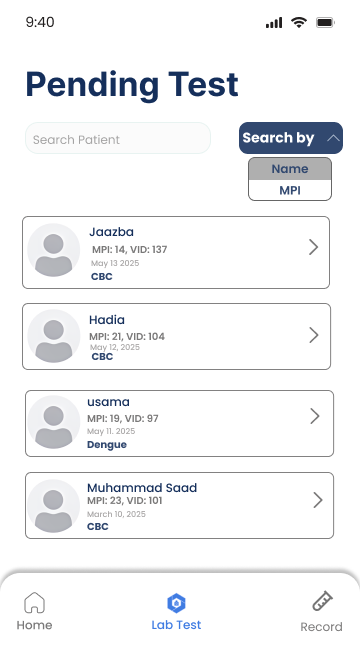 9:40
Pending Test
Search Patient
Search by
Name
MPI
Jaazba
MPI: 14, VID: 137
May 13 2025
CBC
Hadia
MPI: 21, VID: 104
May 12, 2025
CBC
usama
MPI: 19, VID: 97
May 11. 2025
Dengue
Muhammad Saad
MPI: 23, VID: 101
March 10, 2025
CBC
Home
Lab Test
Record